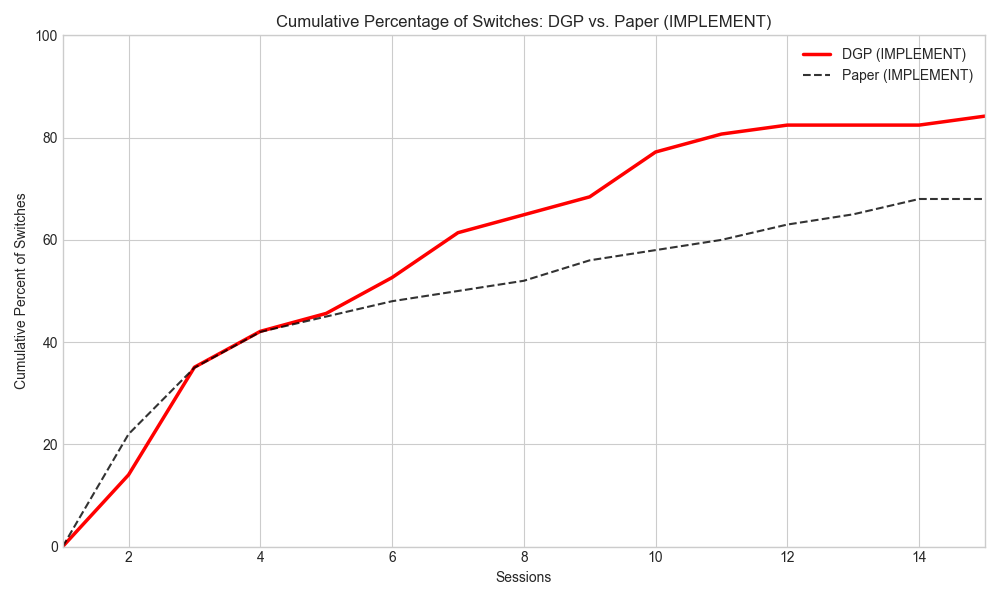 Cumulative Percentage of Switches: DGP vs. Paper (IMPLEMENT)
DGP (IMPLEMENT)
Paper (IMPLEMENT)
Cumulative Percent of Switches
100
80
60
40
20
0
2 4 6 8 10 12 14
Sessions